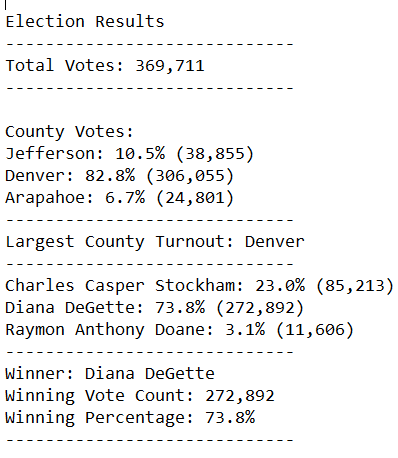 Election Results
-----------------------------
Total Votes: 369,711
-----------------------------
County Votes:
Jefferson: 10.5% (38,855)
Denver: 82.8% (306,055)
Arapahoe: 6.7% (24,801)
-----------------------------
Largest County Turnout: Denver
-----------------------------
Charles Casper Stockham: 23.0% (85,213)
Diana DeGette: 73.8% (272,892)
Raymon Anthony Doane: 3.1% (11,606)
-----------------------------
Winner: Diana DeGette
Winning Vote Count: 272,892
Winning Percentage: 73.8%
-----------------------------